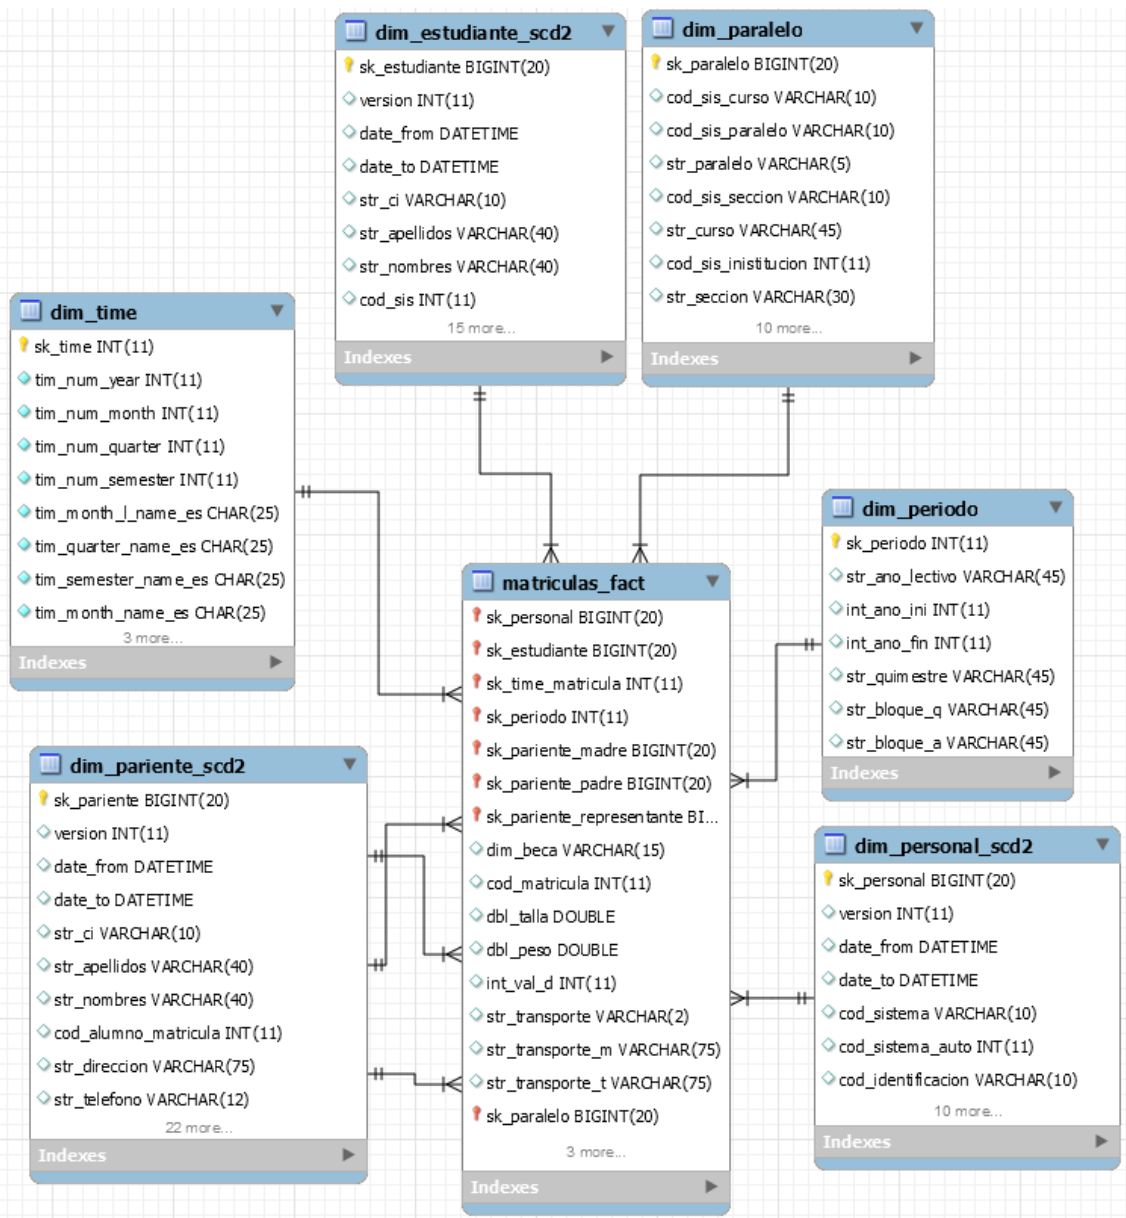 dim_estudiante_scd2
sk_estudiante BIGINT(20)
version INT(11)
date_from DATETIME
date_to DATETIME
str_ci VARCHAR(10)
str_apellidos VARCHAR(40)
str_nombres VARCHAR(40)
cod_sis INT(11)
15 more...
Indexes
dim_paralelo
sk_paralelo BIGINT(20)
cod_sis_curso VARCHAR(10)
cod_sis_paralelo VARCHAR(10)
str_paralelo VARCHAR(5)
cod_sis_seccion VARCHAR(10)
str_curso VARCHAR(45)
cod_sis_inistitucion INT(11)
str_seccion VARCHAR(30)
10 more...
Indexes
dim_time
sk_time INT(11)
tim_num_year INT(11)
tim_num_month INT(11)
tim_num_quarter INT(11)
tim_num_semester INT(11)
tim_month_l_name_es CHAR(25)
tim_quarter_name_es CHAR(25)
tim_semester_name_es CHAR(25)
tim_month_name_es CHAR(25)
3 more...
Indexes
dim_periodo
sk_periodo INT(11)
str_ano_lectivo VARCHAR(45)
int_ano_ini INT(11)
int_ano_fin INT(11)
str_quimestre VARCHAR(45)
str_bloque_q VARCHAR(45)
str_bloque_a VARCHAR(45)
Indexes
matriculas_fact
sk_personal BIGINT(20)
sk_estudiante BIGINT(20)
sk_time_matricula INT(11)
sk_periodo INT(11)
sk_pariente_madre BIGINT(20)
sk_pariente_padre BIGINT(20)
sk_pariente_representante BI...
dim_beca VARCHAR(15)
cod_matricula INT(11)
dbl_talla DOUBLE
dbl_peso DOUBLE
int_val_d INT(11)
str_transporte VARCHAR(2)
str_transporte_m VARCHAR(75)
str_transporte_t VARCHAR(75)
sk_paralelo BIGINT(20)
3 more...
Indexes
dim_pariente_scd2
sk_pariente BIGINT(20)
version INT(11)
date_from DATETIME
date_to DATETIME
str_ci VARCHAR(10)
str_apellidos VARCHAR(40)
str_nombres VARCHAR(40)
cod_alumno_matricula INT(11)
str_direccion VARCHAR(75)
str_telefono VARCHAR(12)
22 more...
Indexes
dim_personal_scd2
sk_personal BIGINT(20)
version INT(11)
date_from DATETIME
date_to DATETIME
cod_sistema VARCHAR(10)
cod_sistema_auto INT(11)
cod_identificacion VARCHAR(10)
10 more...
Indexes